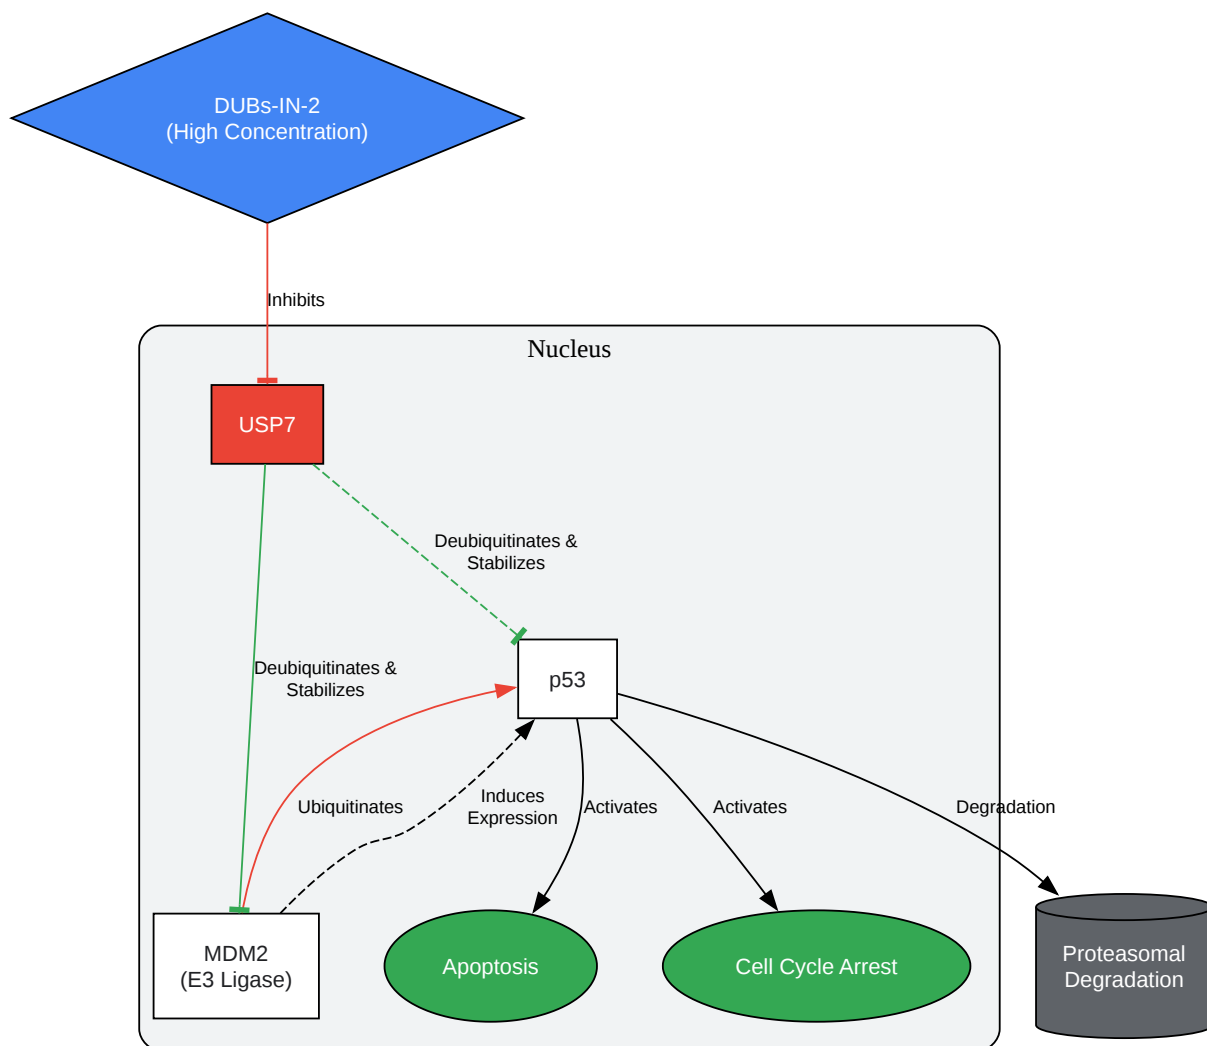 DUBs-IN-2
(High Concentration)
Inhibits
Nucleus
USP7
Deubiquitinates &
Stabilizes
Deubiquitinates &
Stabilizes
p53
Ubiquitinates
Induces
Expression
Activates
Activates
Degradation
MDM2
(E3 Ligase)
Apoptosis
Cell Cycle Arrest
Proteasomal
Degradation